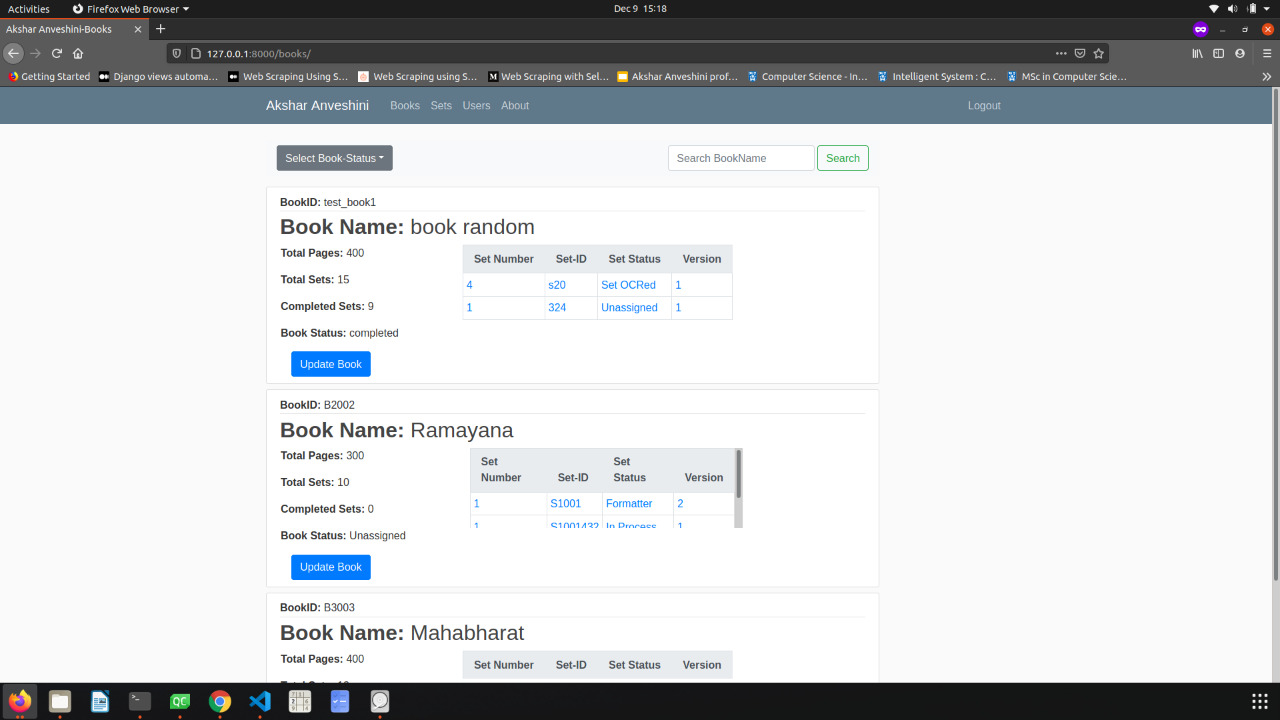 Activities Firefox Web Browser Dec 9 15:18
Akshar Anveshini-Books
127.0.0.1:8000/books/
Getting Started Django views automa… Web Scraping Using S… Web Scraping using S… Web Scraping with Sel… Akshar Anveshini prof… Computer Science - In… Intelligent System : C… MSc in Computer Scie…
Akshar Anveshini Books Sets Users About Logout
Select Book-Status Search BookName Search
BookID: test_book1
Book Name: book random
Total Pages: 400
Total Sets: 15
Completed Sets: 9
Book Status: completed
Set Number Set-ID Set Status Version
4 s20 Set OCRed 1
1 324 Unassigned 1
Update Book
BookID: B2002
Book Name: Ramayana
Total Pages: 300
Total Sets: 10
Completed Sets: 0
Book Status: Unassigned
Set Number Set-ID Set Status Version
1 S1001 Formatter 2
1 S1001432 In Process 1
Update Book
BookID: B3003
Book Name: Mahabharat
Total Pages: 400
Set Number Set-ID Set Status Version